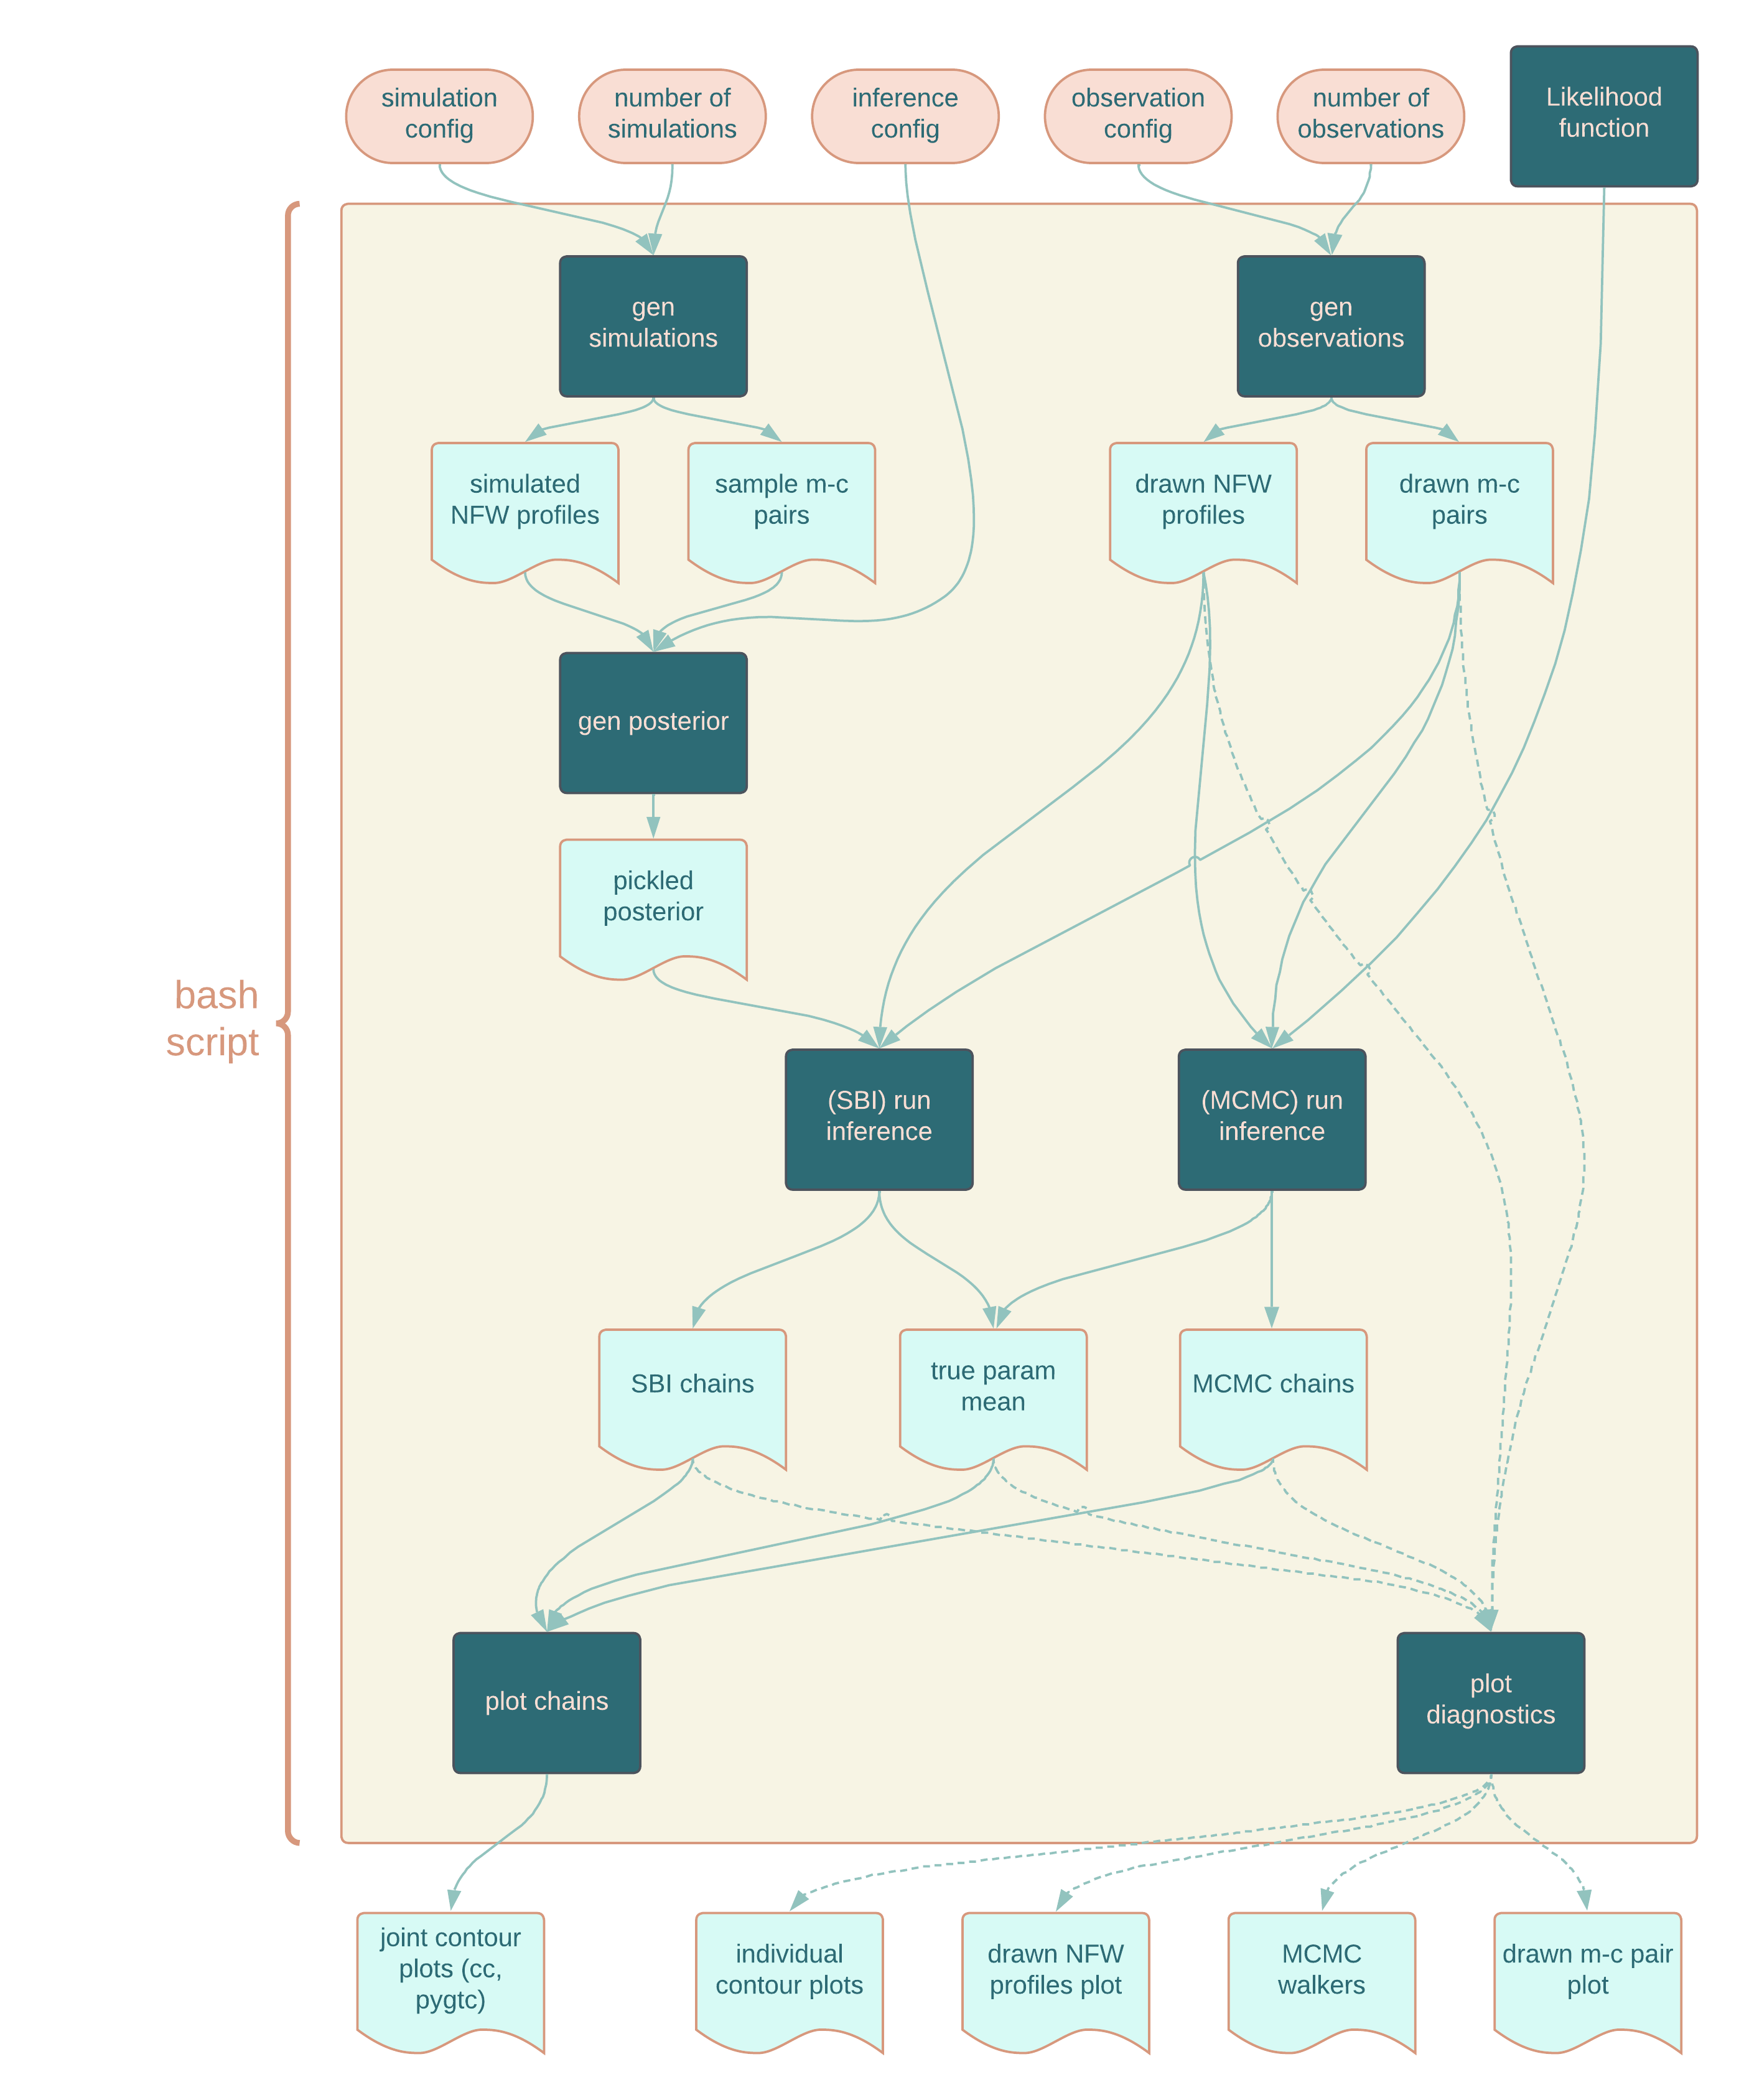 simulation
config
number of
simulations
inference
config
observation
config
number of
observations
Likelihood
function
gen
simulations
gen
observations
simulated
NFW profiles
sample m-c
pairs
drawn NFW
profiles
drawn m-c
pairs
gen posterior
pickled
posterior
bash
script
(SBI) run
inference
(MCMC) run
inference
SBI chains
true param
mean
MCMC chains
plot chains
plot
diagnostics
joint contour
plots (cc,
pygtc)
individual
contour plots
drawn NFW
profiles plot
MCMC
walkers
drawn m-c pair
plot